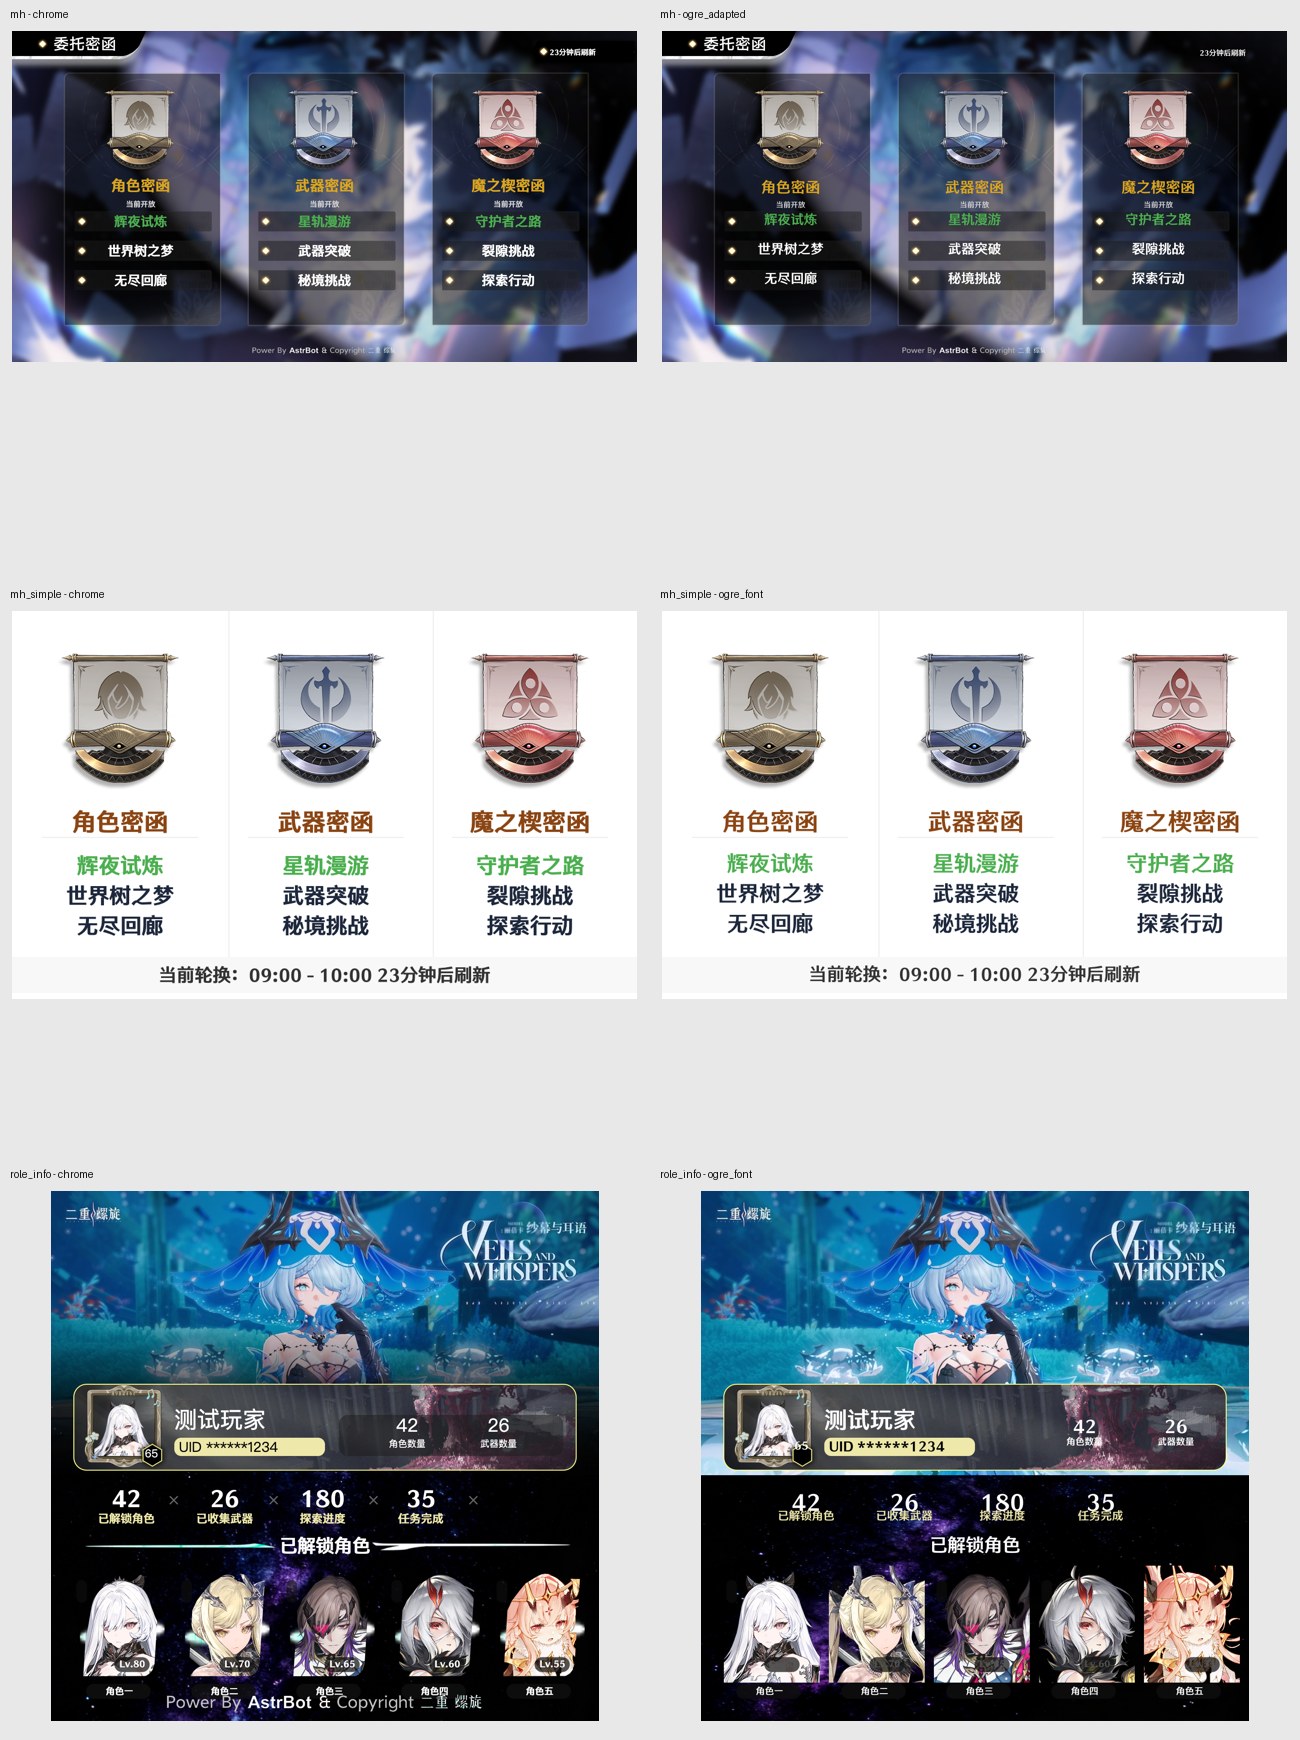 mh - chrome
mh - ogre_adapted
委托密函
23分钟后刷新
角色密函
武器密函
魔之楔密函
当前开放
当前开放
当前开放
辉夜试炼
星轨漫游
守护者之路
世界树之梦
武器突破
裂隙挑战
无尽回廊
秘境挑战
探索行动
Power By AstrBot & Copyright 二重 螺旋
委托密函
23分钟后刷新
角色密函
武器密函
魔之楔密函
当前开放
当前开放
当前开放
辉夜试炼
星轨漫游
守护者之路
世界树之梦
武器突破
裂隙挑战
无尽回廊
秘境挑战
探索行动
Power By AstrBot & Copyright 二重 螺旋
mh_simple - chrome
mh_simple - ogre_font
角色密函
武器密函
魔之楔密函
辉夜试炼
星轨漫游
守护者之路
世界树之梦
武器突破
裂隙挑战
无尽回廊
秘境挑战
探索行动
当前轮换：09:00 - 10:00 23分钟后刷新
角色密函
武器密函
魔之楔密函
辉夜试炼
星轨漫游
守护者之路
世界树之梦
武器突破
裂隙挑战
无尽回廊
秘境挑战
探索行动
当前轮换：09:00 - 10:00 23分钟后刷新
role_info - chrome
role_info - ogre_font
二重螺旋
纱幕与耳语
VEILS AND
WHISPERS
测试玩家
UID ******1234
65
42
26
角色数量
武器数量
42
26
180
35
已解锁角色
已收集武器
探索进度
任务完成
已解锁角色
Lv.80
Lv.70
Lv.65
Lv.60
Lv.55
角色一
角色二
角色三
角色四
角色五
Power By AstrBot & Copyright 二重 螺旋
二重螺旋
纱幕与耳语
VEILS AND
WHISPERS
测试玩家
UID ******1234
65
42
26
角色数量
武器数量
42
26
180
35
已解锁角色
已收集武器
探索进度
任务完成
已解锁角色
角色一
角色二
角色三
角色四
角色五